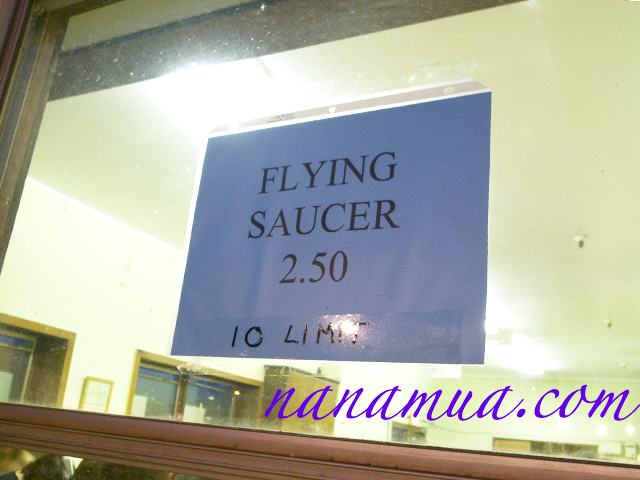 FLYING
SAUCER
2.50
10 LIMIT
nanamua.com